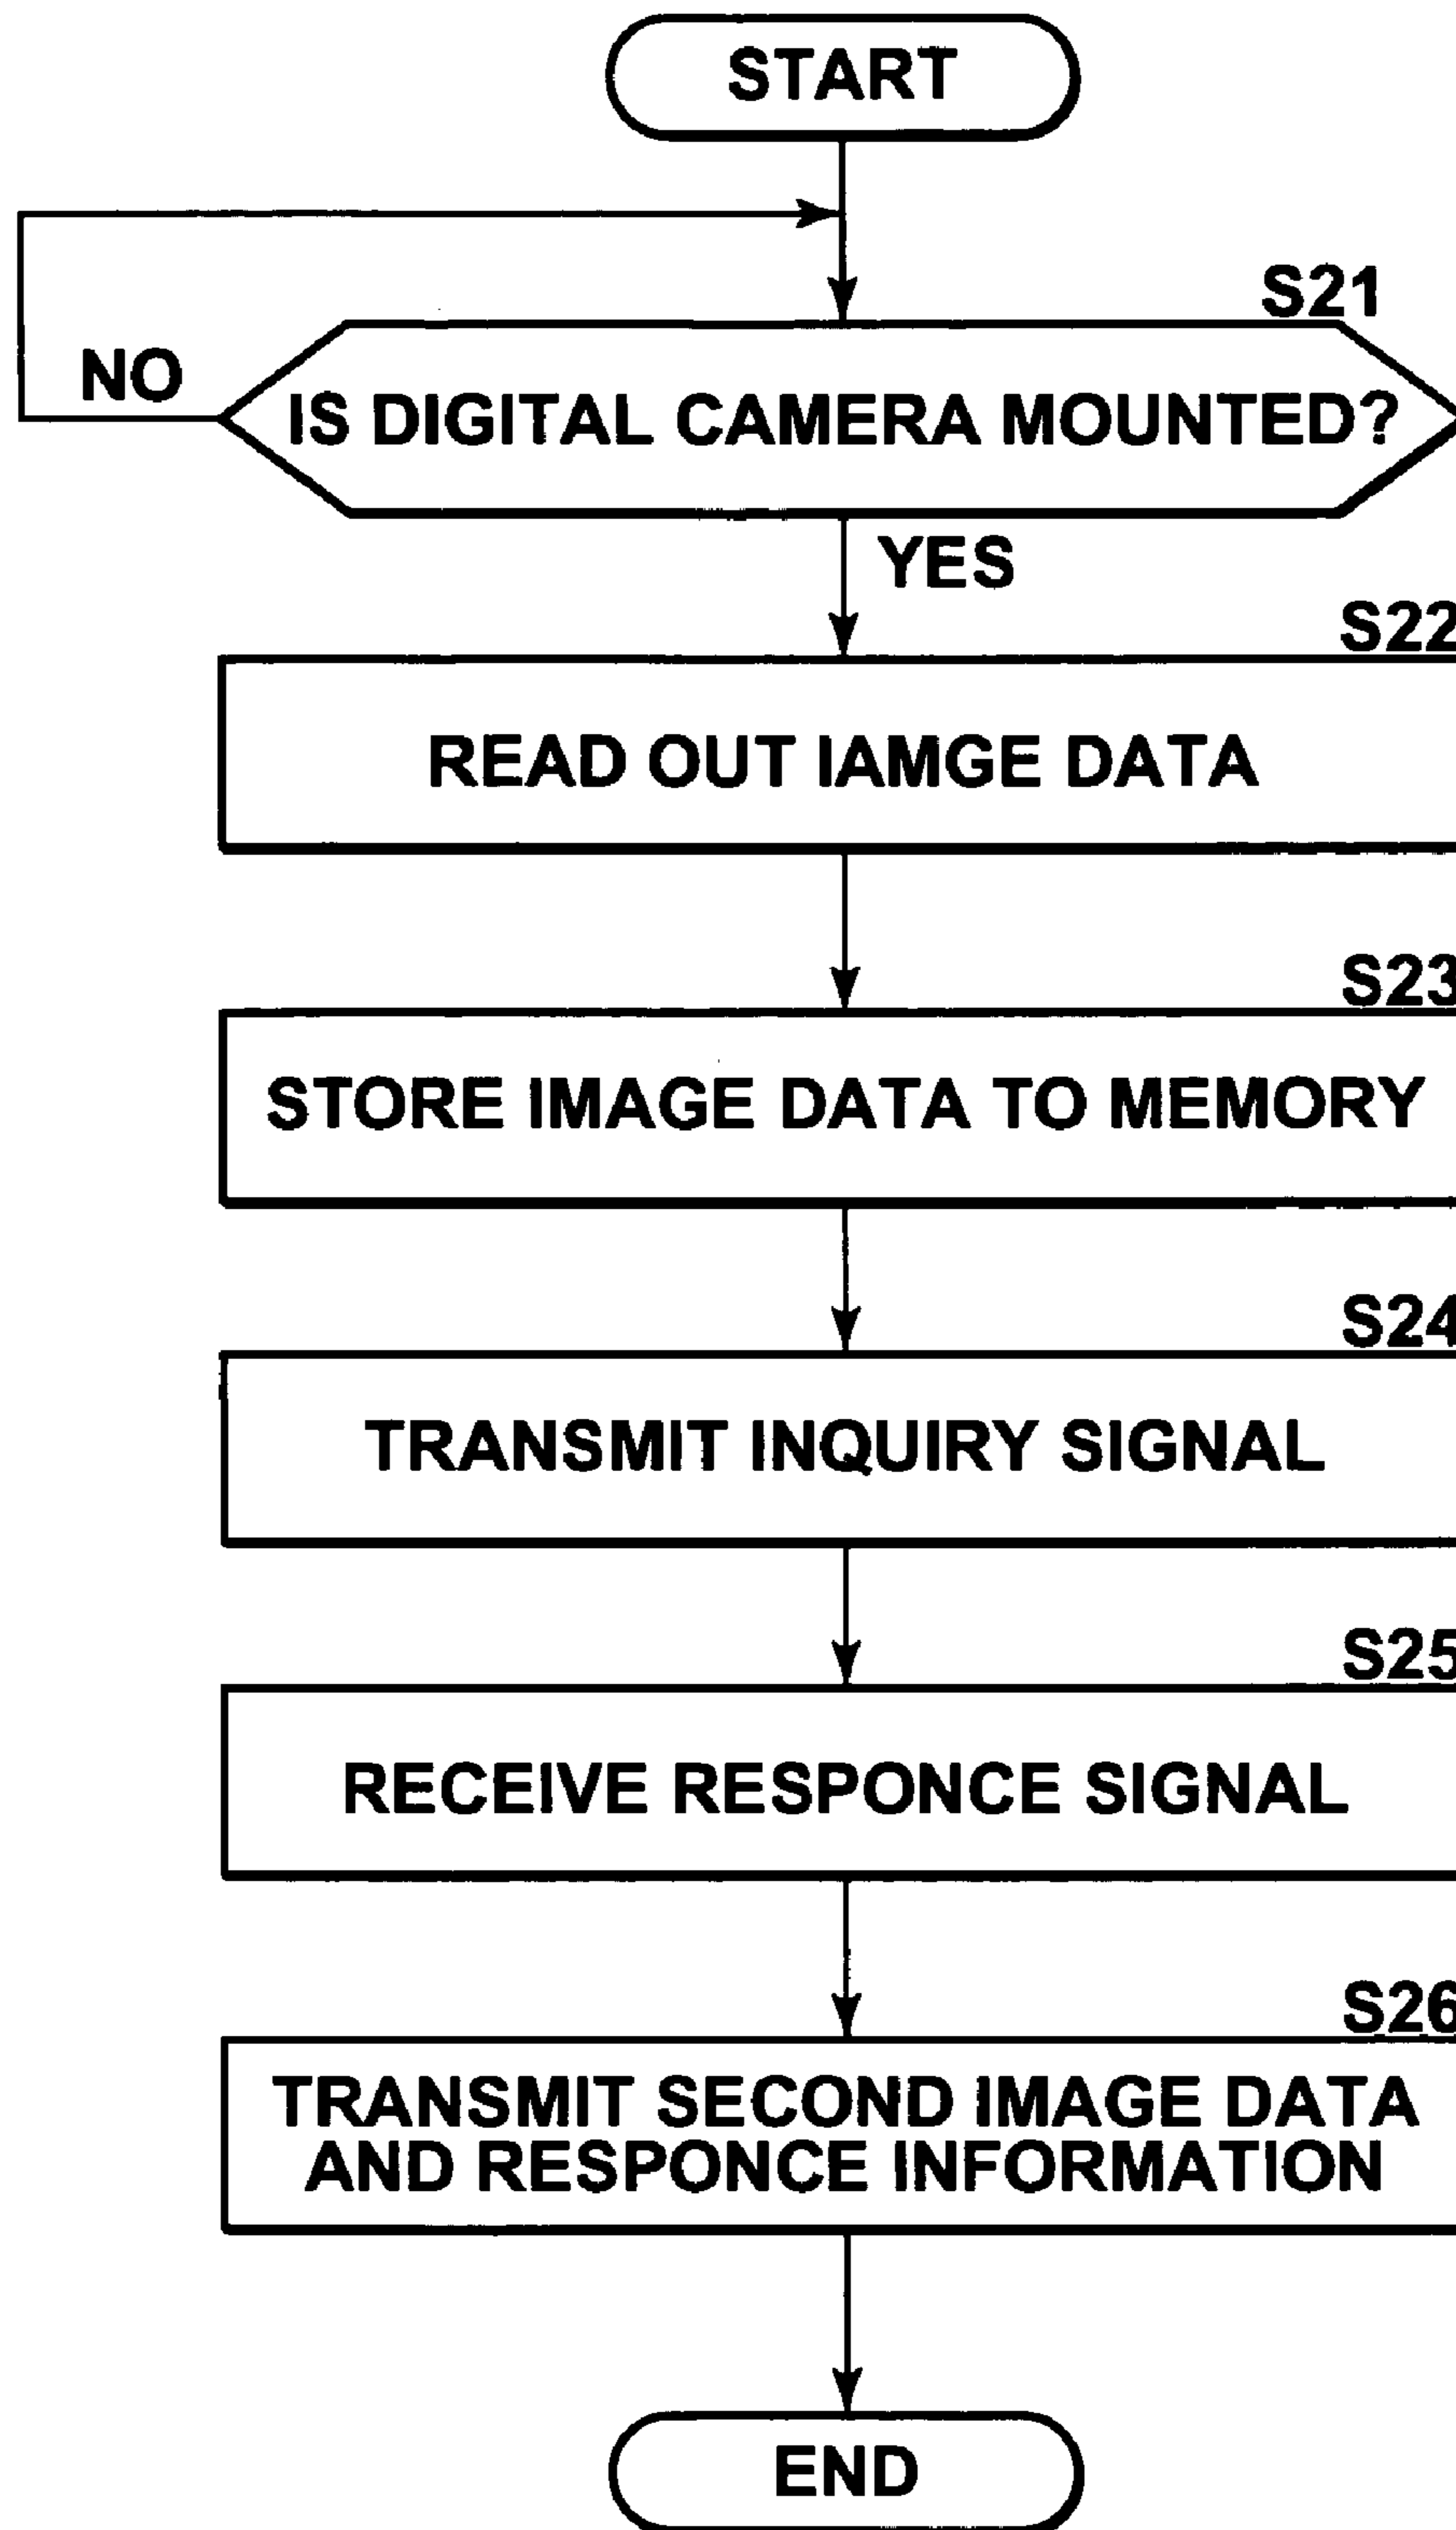 START
S21
NO
IS DIGITAL CAMERA MOUNTED?
YES
S22
READ OUT IAMGE DATA
S23
STORE IMAGE DATA TO MEMORY
S24
TRANSMIT INQUIRY SIGNAL
S25
RECEIVE RESPONCE SIGNAL
S26
TRANSMIT SECOND IMAGE DATA
AND RESPONCE INFORMATION
END